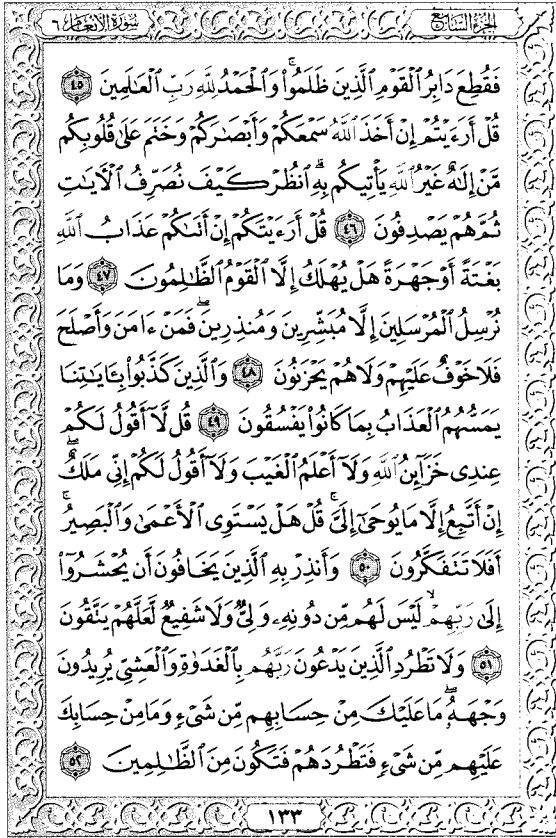 الجزء السابع
سورة الأنعام ٦
فَقُطِعَ دَابِرُ ٱلْقَوْمِ ٱلَّذِينَ ظَلَمُوا۟ ۚ وَٱلْحَمْدُ لِلَّهِ رَبِّ ٱلْعَٰلَمِينَ ٤٥
قُلْ أَرَءَيْتُمْ إِنْ أَخَذَ ٱللَّهُ سَمْعَكُمْ وَأَبْصَٰرَكُمْ وَخَتَمَ عَلَىٰ قُلُوبِكُم
مَّنْ إِلَٰهٌ غَيْرُ ٱللَّهِ يَأْتِيكُم بِهِ ۗ ٱنظُرْ كَيْفَ نُصَرِّفُ ٱلْءَايَٰتِ
ثُمَّ هُمْ يَصْدِفُونَ ٤٦ قُلْ أَرَءَيْتَكُمْ إِنْ أَتَىٰكُمْ عَذَابُ ٱللَّهِ
بَغْتَةً أَوْ جَهْرَةً هَلْ يُهْلَكُ إِلَّا ٱلْقَوْمُ ٱلظَّٰلِمُونَ ٤٧ وَمَا
نُرْسِلُ ٱلْمُرْسَلِينَ إِلَّا مُبَشِّرِينَ وَمُنذِرِينَ ۖ فَمَنْ ءَامَنَ وَأَصْلَحَ
فَلَا خَوْفٌ عَلَيْهِمْ وَلَا هُمْ يَحْزَنُونَ ٤٨ وَٱلَّذِينَ كَذَّبُوا۟ بِـَٔايَٰتِنَا
يَمَسُّهُمُ ٱلْعَذَابُ بِمَا كَانُوا۟ يَفْسُقُونَ ٤٩ قُل لَّآ أَقُولُ لَكُمْ
عِندِى خَزَآئِنُ ٱللَّهِ وَلَآ أَعْلَمُ ٱلْغَيْبَ وَلَآ أَقُولُ لَكُمْ إِنِّى مَلَكٌ ۖ
إِنْ أَتَّبِعُ إِلَّا مَا يُوحَىٰٓ إِلَىَّ ۚ قُلْ هَلْ يَسْتَوِى ٱلْأَعْمَىٰ وَٱلْبَصِيرُ ۚ
أَفَلَا تَتَفَكَّرُونَ ٥٠ وَأَنذِرْ بِهِ ٱلَّذِينَ يَخَافُونَ أَن يُحْشَرُوٓا۟
إِلَىٰ رَبِّهِمْ ۙ لَيْسَ لَهُم مِّن دُونِهِۦ وَلِىٌّ وَلَا شَفِيعٌ لَّعَلَّهُمْ يَتَّقُونَ
٥١ وَلَا تَطْرُدِ ٱلَّذِينَ يَدْعُونَ رَبَّهُم بِٱلْغَدَوٰةِ وَٱلْعَشِىِّ يُرِيدُونَ
وَجْهَهُۥ ۖ مَا عَلَيْكَ مِنْ حِسَابِهِم مِّن شَىْءٍ وَمَا مِنْ حِسَابِكَ
عَلَيْهِم مِّن شَىْءٍ فَتَطْرُدَهُمْ فَتَكُونَ مِنَ ٱلظَّٰلِمِينَ ٥٢
١٣٣